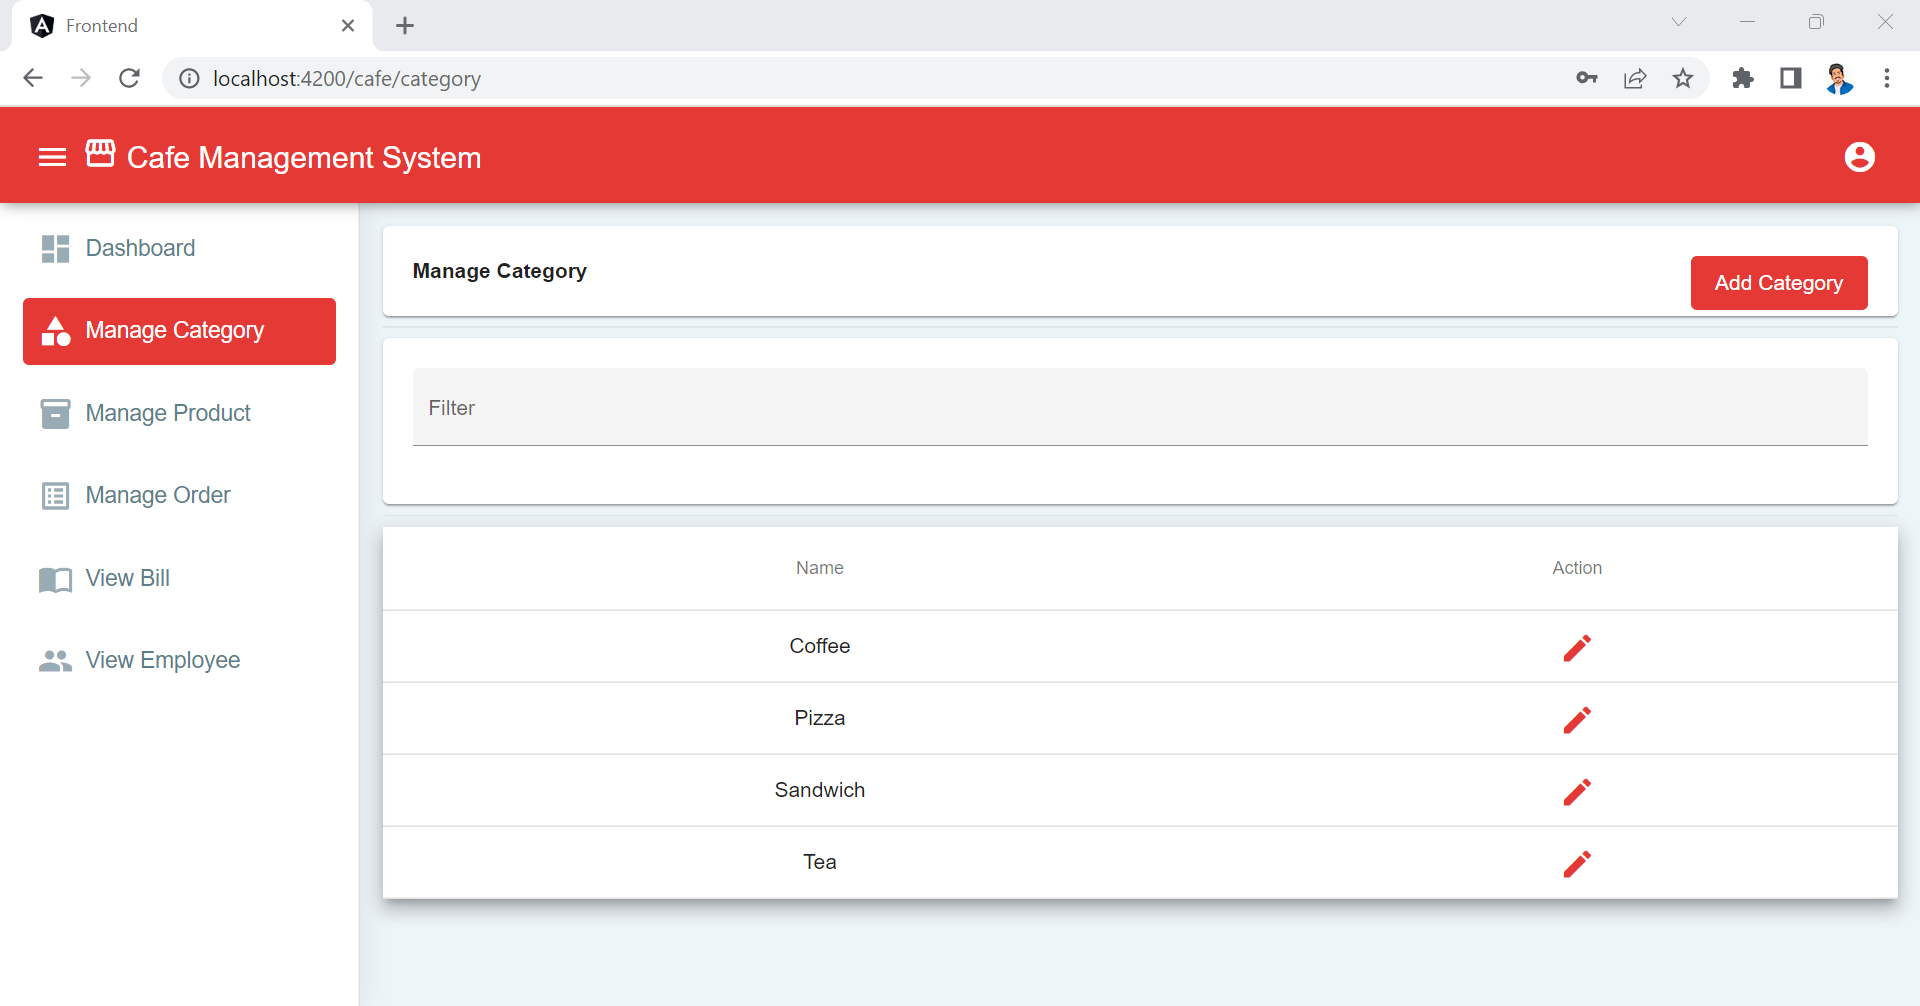 Frontend
localhost:4200/cafe/category
Cafe Management System
Dashboard
Manage Category
Manage Product
Manage Order
View Bill
View Employee
Manage Category
Add Category
Filter
Name Action
Coffee
Pizza
Sandwich
Tea